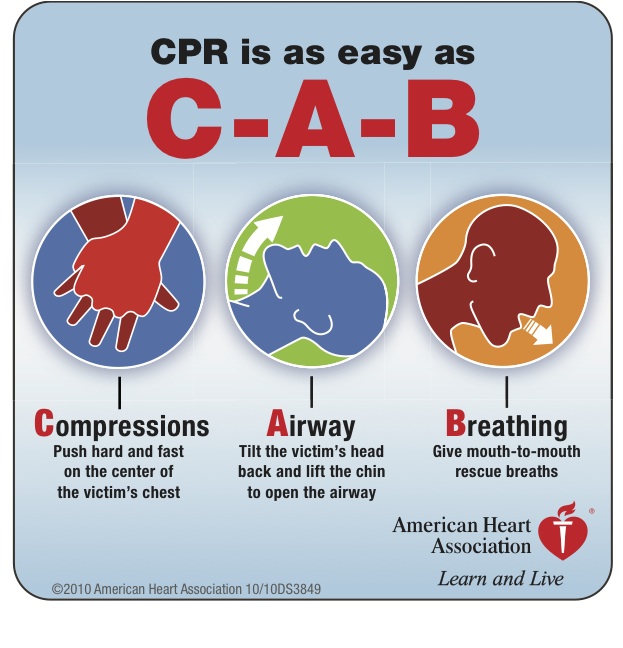 CPR is as easy as
C-A-B
Compressions
Push hard and fast
on the center of
the victim's chest
Airway
Tilt the victim's head
back and lift the chin
to open the airway
Breathing
Give mouth-to-mouth
rescue breaths
American Heart
Association
®
Learn and Live
©2010 American Heart Association 10/10DS3849